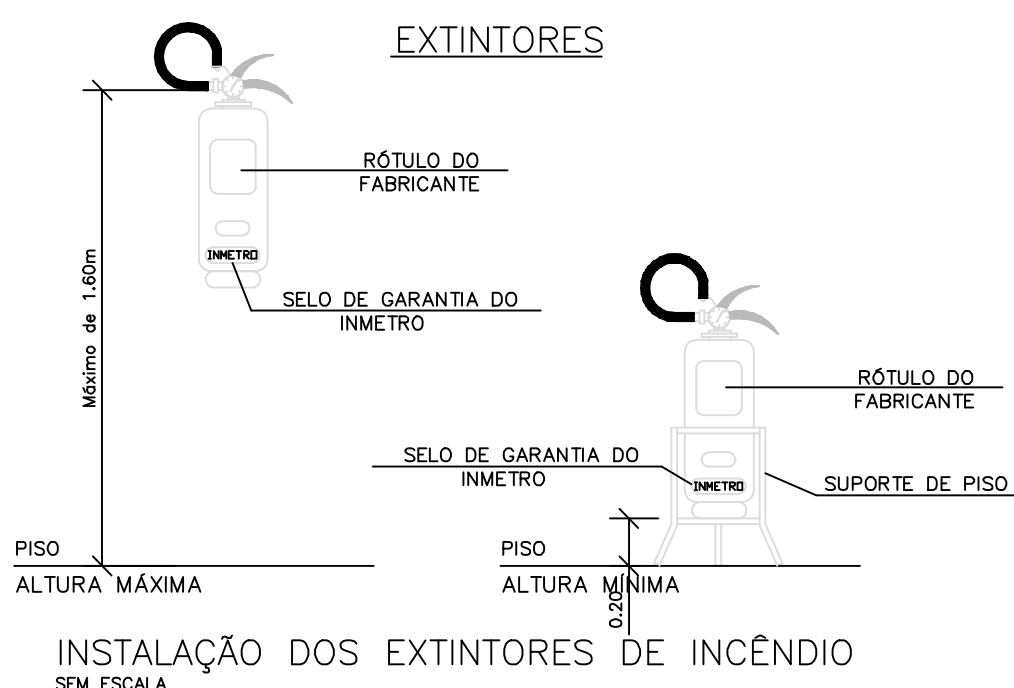 EXTINTORES
RÓTULO DO
FABRICANTE
INMETRO
SELO DE GARANTIA DO
INMETRO
Máximo de 1.60m
PISO
ALTURA MÁXIMA
RÓTULO DO
FABRICANTE
SELO DE GARANTIA DO
INMETRO
INMETRO
SUPORTE DE PISO
PISO
ALTURA MÍNIMA
0.20
INSTALAÇÃO DOS EXTINTORES DE INCÊNDIO
SEM ESCALA